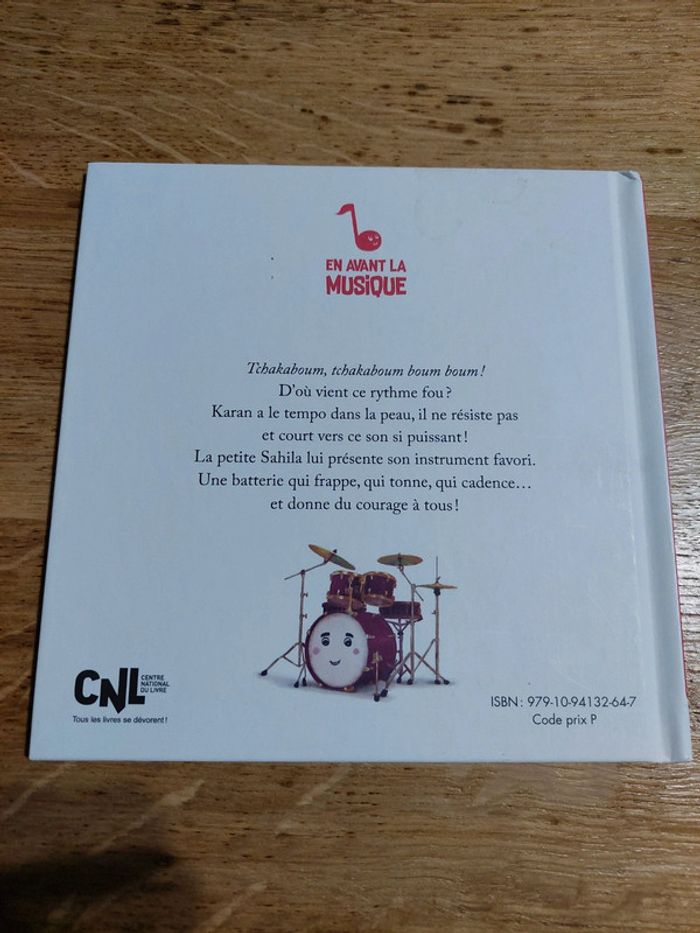 EN AVANT LA
MUSiQUE
Tchakaboum, tchakaboum boum boum !
D'où vient ce rythme fou ?
Karan a le tempo dans la peau, il ne résiste pas
et court vers ce son si puissant !
La petite Sahila lui présente son instrument favori.
Une batterie qui frappe, qui tonne, qui cadence…
et donne du courage à tous !
CNL CENTRE
NATIONAL
DU LIVRE
Tous les livres se dévorent !
ISBN : 979-10-94132-64-7
Code prix P